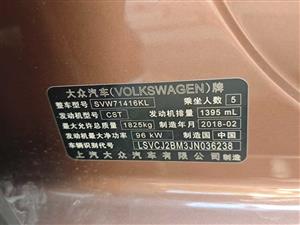 大众汽车(VOLKSWAGEN)牌
整车型号 SVW71416KL 乘坐人数 5
发动机型号 CST 发动机排量 1395 mL
最大允许总质量 1825kg 制造年月 2018-02
发动机最大净功率 96 kW 制造国 中国
车辆识别代号 LSVCJ2BM3JN036238
上汽大众汽车有限公司 制造